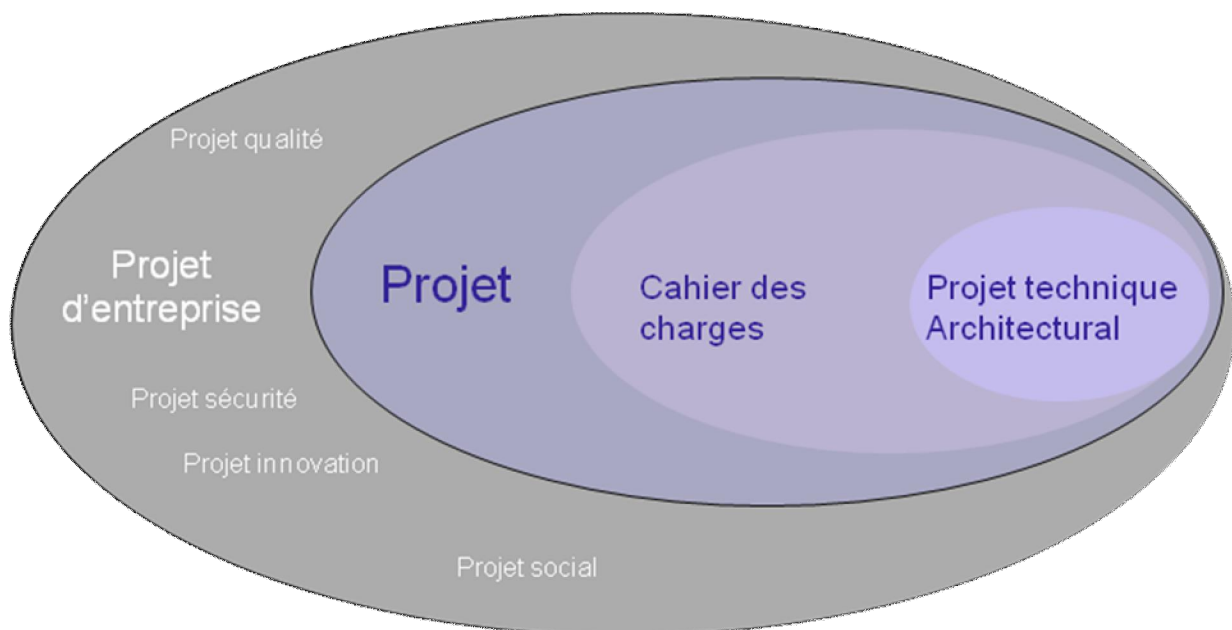 Projet qualité
Projet
d'entreprise
Projet
Cahier des
charges
Projet technique
Architectural
Projet sécurité
Projet innovation
Projet social